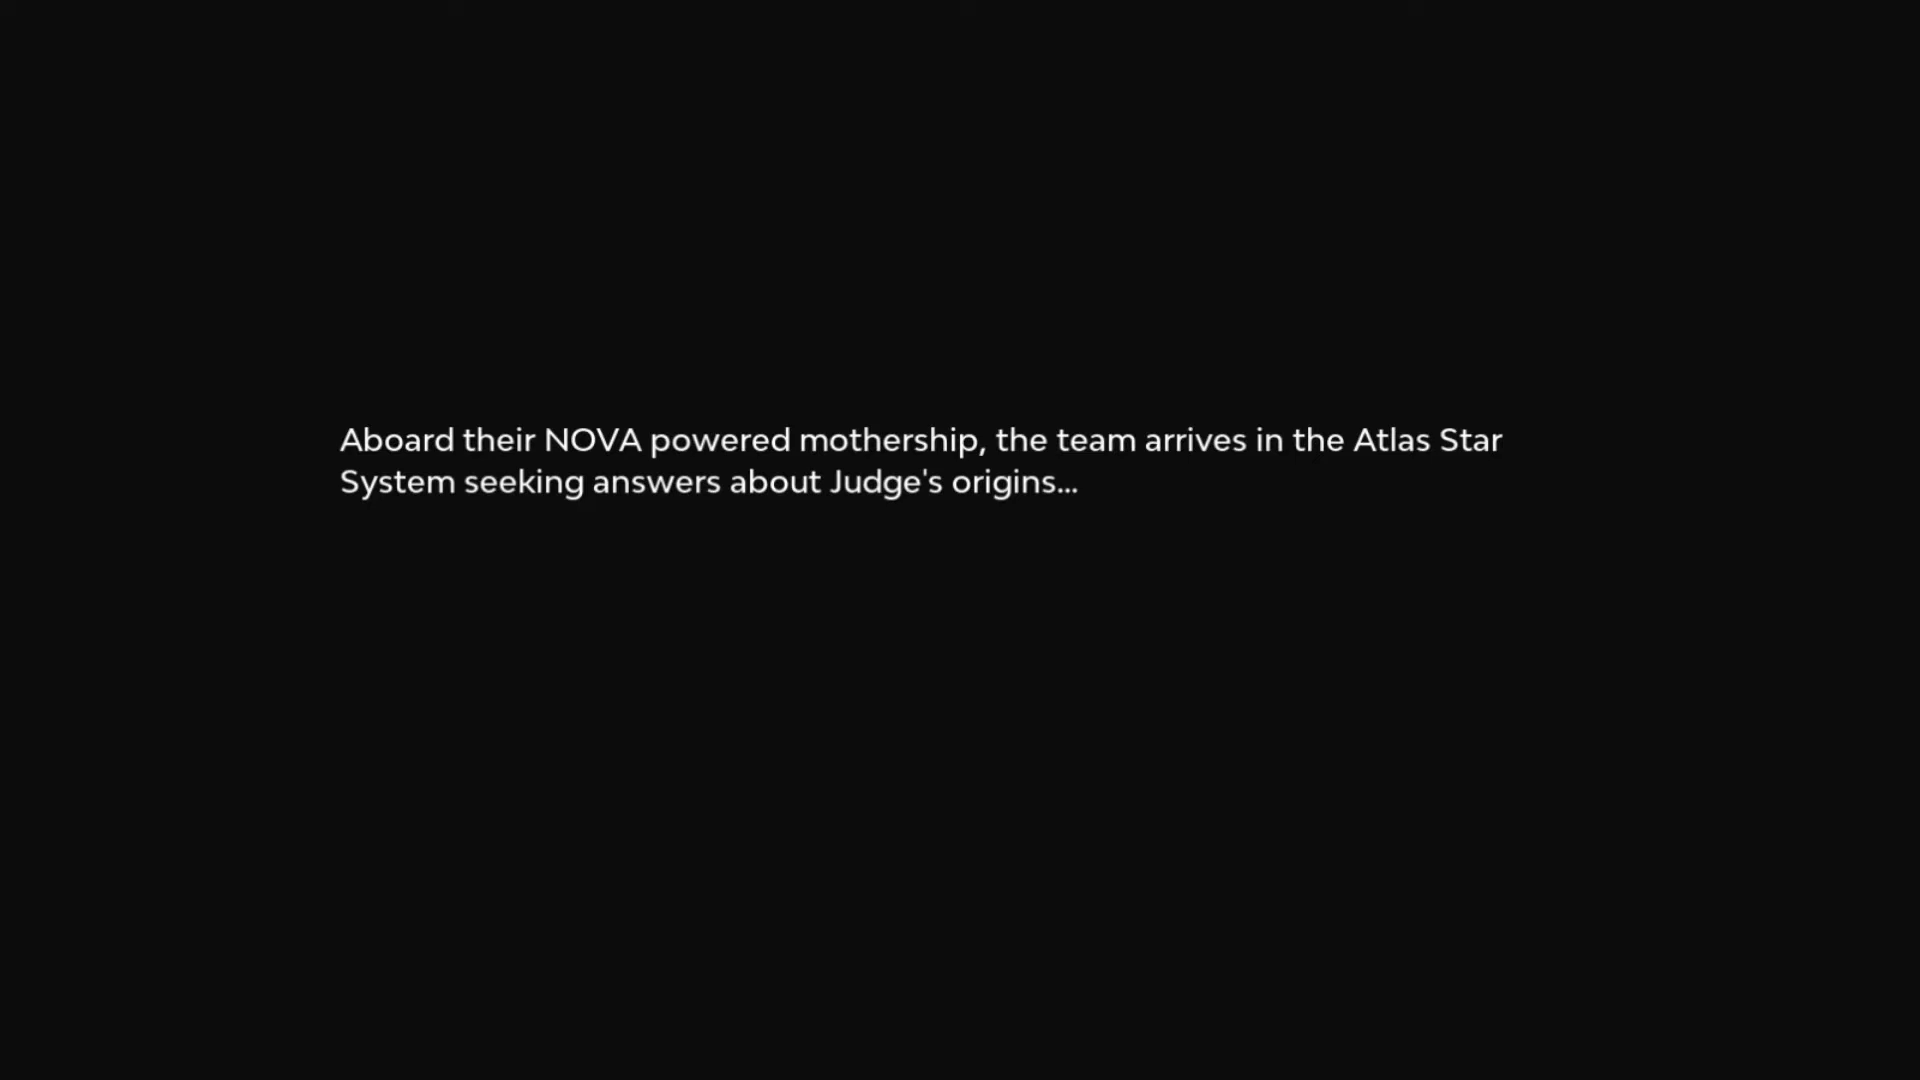 Aboard their NOVA powered mothership, the team arrives in the Atlas Star
System seeking answers about Judge's origins...